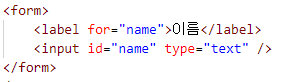 <form>
    <label for="name">이름</label>
    <input id="name" type="text" />
</form>